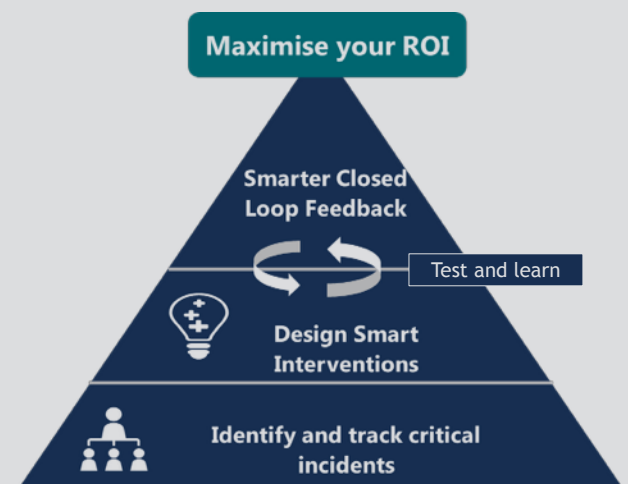 Maximise your ROI
Smarter Closed
Loop Feedback
Test and learn
Design Smart
Interventions
Identify and track critical
incidents